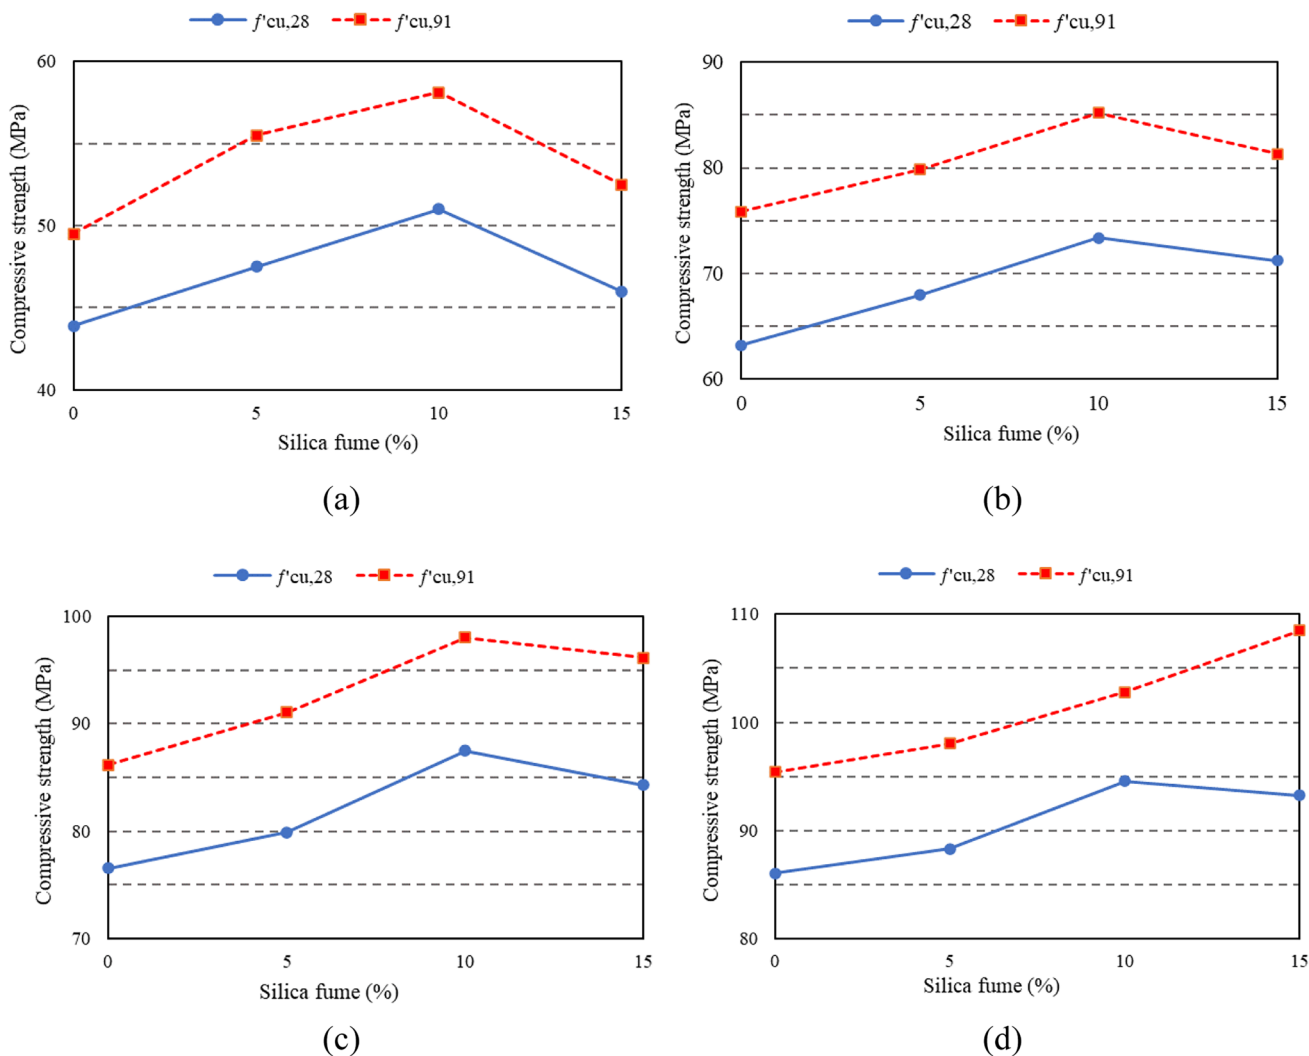 f'cu,28 f'cu,91
60
50
40
Compressive strength (MPa)
0 5 10 15
Silica fume (%)
(a)
f'cu,28 f'cu,91
90
80
70
60
Compressive strength (MPa)
0 5 10 15
Silica fume (%)
(b)
f'cu,28 f'cu,91
100
90
80
70
Compressive strength (MPa)
0 5 10 15
Silica fume (%)
(c)
f'cu,28 f'cu,91
110
100
90
80
Compressive strength (MPa)
0 5 10 15
Silica fume (%)
(d)